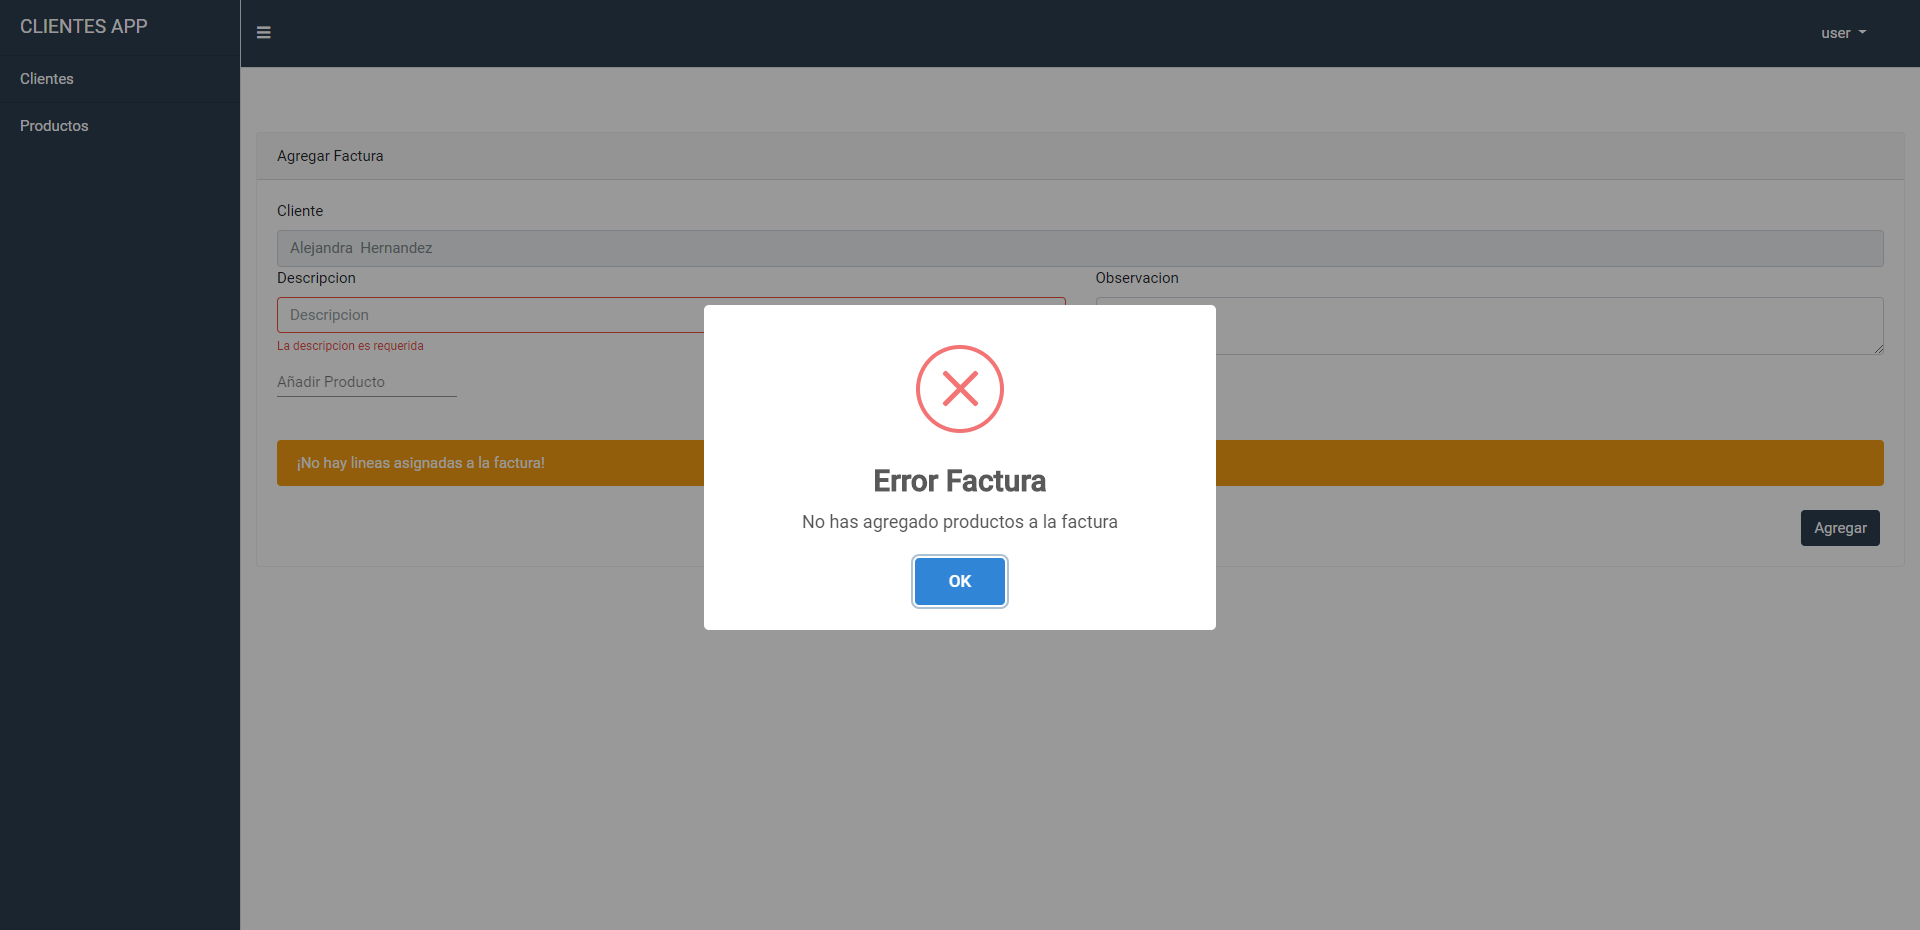 CLIENTES APP
user
Clientes
Productos
Agregar Factura
Cliente
Alejandra  Hernandez
Descripcion
Observacion
Descripcion
La descripcion es requerida
Añadir Producto
¡No hay lineas asignadas a la factura!
Agregar
Error Factura
No has agregado productos a la factura
OK